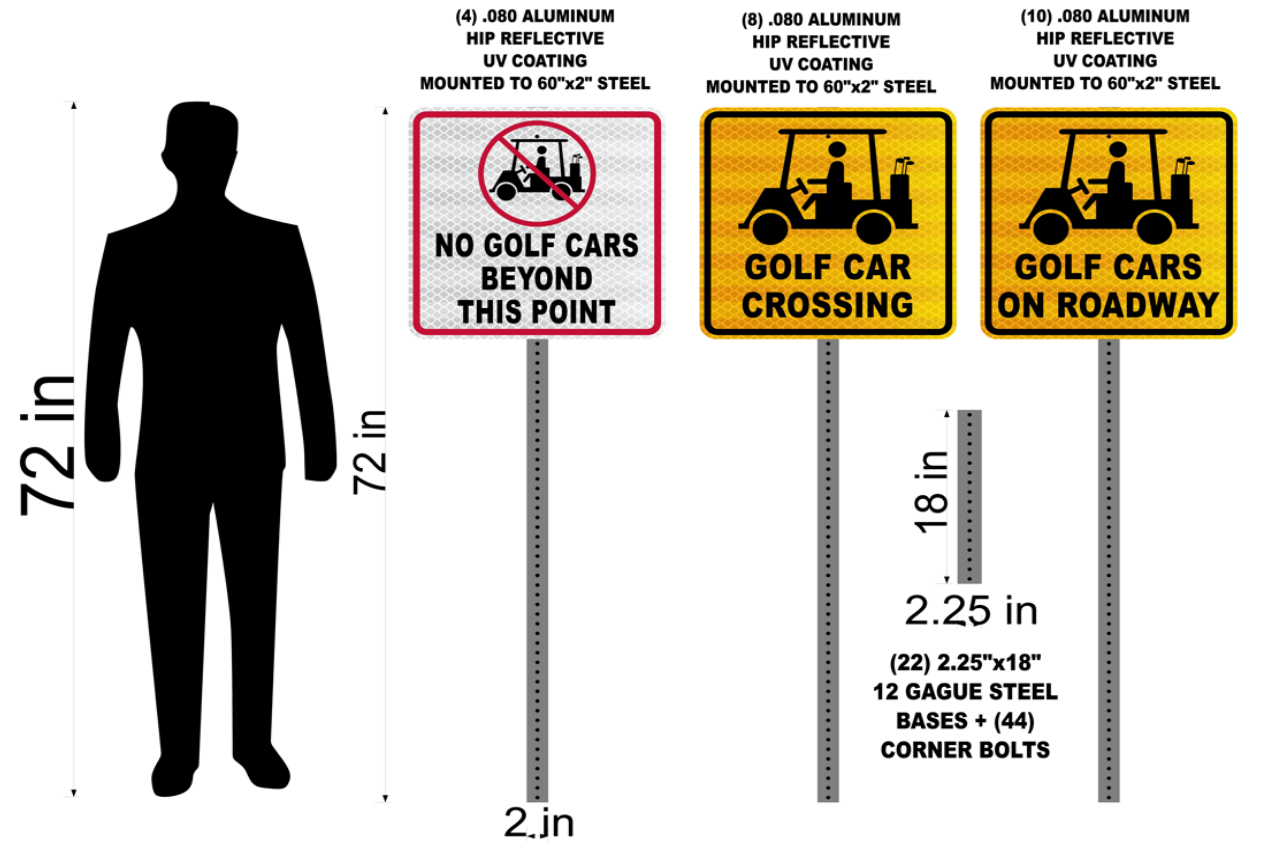 (4) .080 ALUMINUM
HIP REFLECTIVE
UV COATING
MOUNTED TO 60"x2" STEEL
(8) .080 ALUMINUM
HIP REFLECTIVE
UV COATING
MOUNTED TO 60"x2" STEEL
(10) .080 ALUMINUM
HIP REFLECTIVE
UV COATING
MOUNTED TO 60"x2" STEEL
72 in
72 in
NO GOLF CARS
BEYOND
THIS POINT
GOLF CAR
CROSSING
GOLF CARS
ON ROADWAY
18 in
2.25 in
(22) 2.25"x18"
12 GAGUE STEEL
BASES + (44)
CORNER BOLTS
2 in